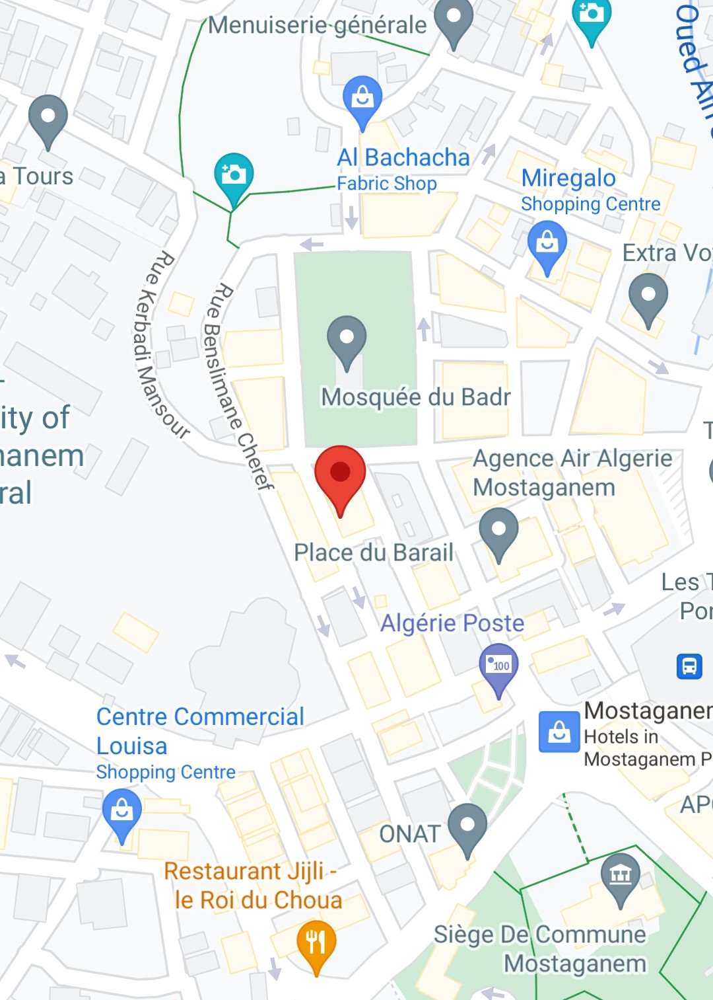 Menuiserie générale
Oued Aïn
a Tours
Al Bachacha
Fabric Shop
Miregalo
Shopping Centre
Extra Vo
Rue Kerbadi Mansour
Rue Benslimane Cheref
Mosquée du Badr
ity of
nanem
ral
Agence Air Algerie
Mostaganem
Place du Barail
Les T
Por
Algérie Poste
100
Centre Commercial
Louisa
Shopping Centre
Mostaganem
Hotels in
Mostaganem P
ONAT
Restaurant Jijli -
le Roi du Choua
Siège De Commune
Mostaganem